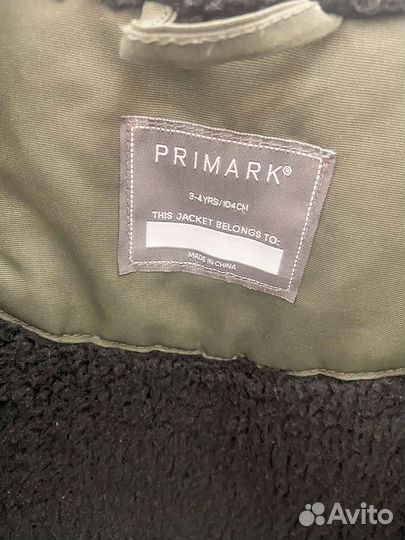 PRIMARK®
3-4YRS/104CM
THIS JACKET BELONGS TO:
MADE IN CHINA
Avito